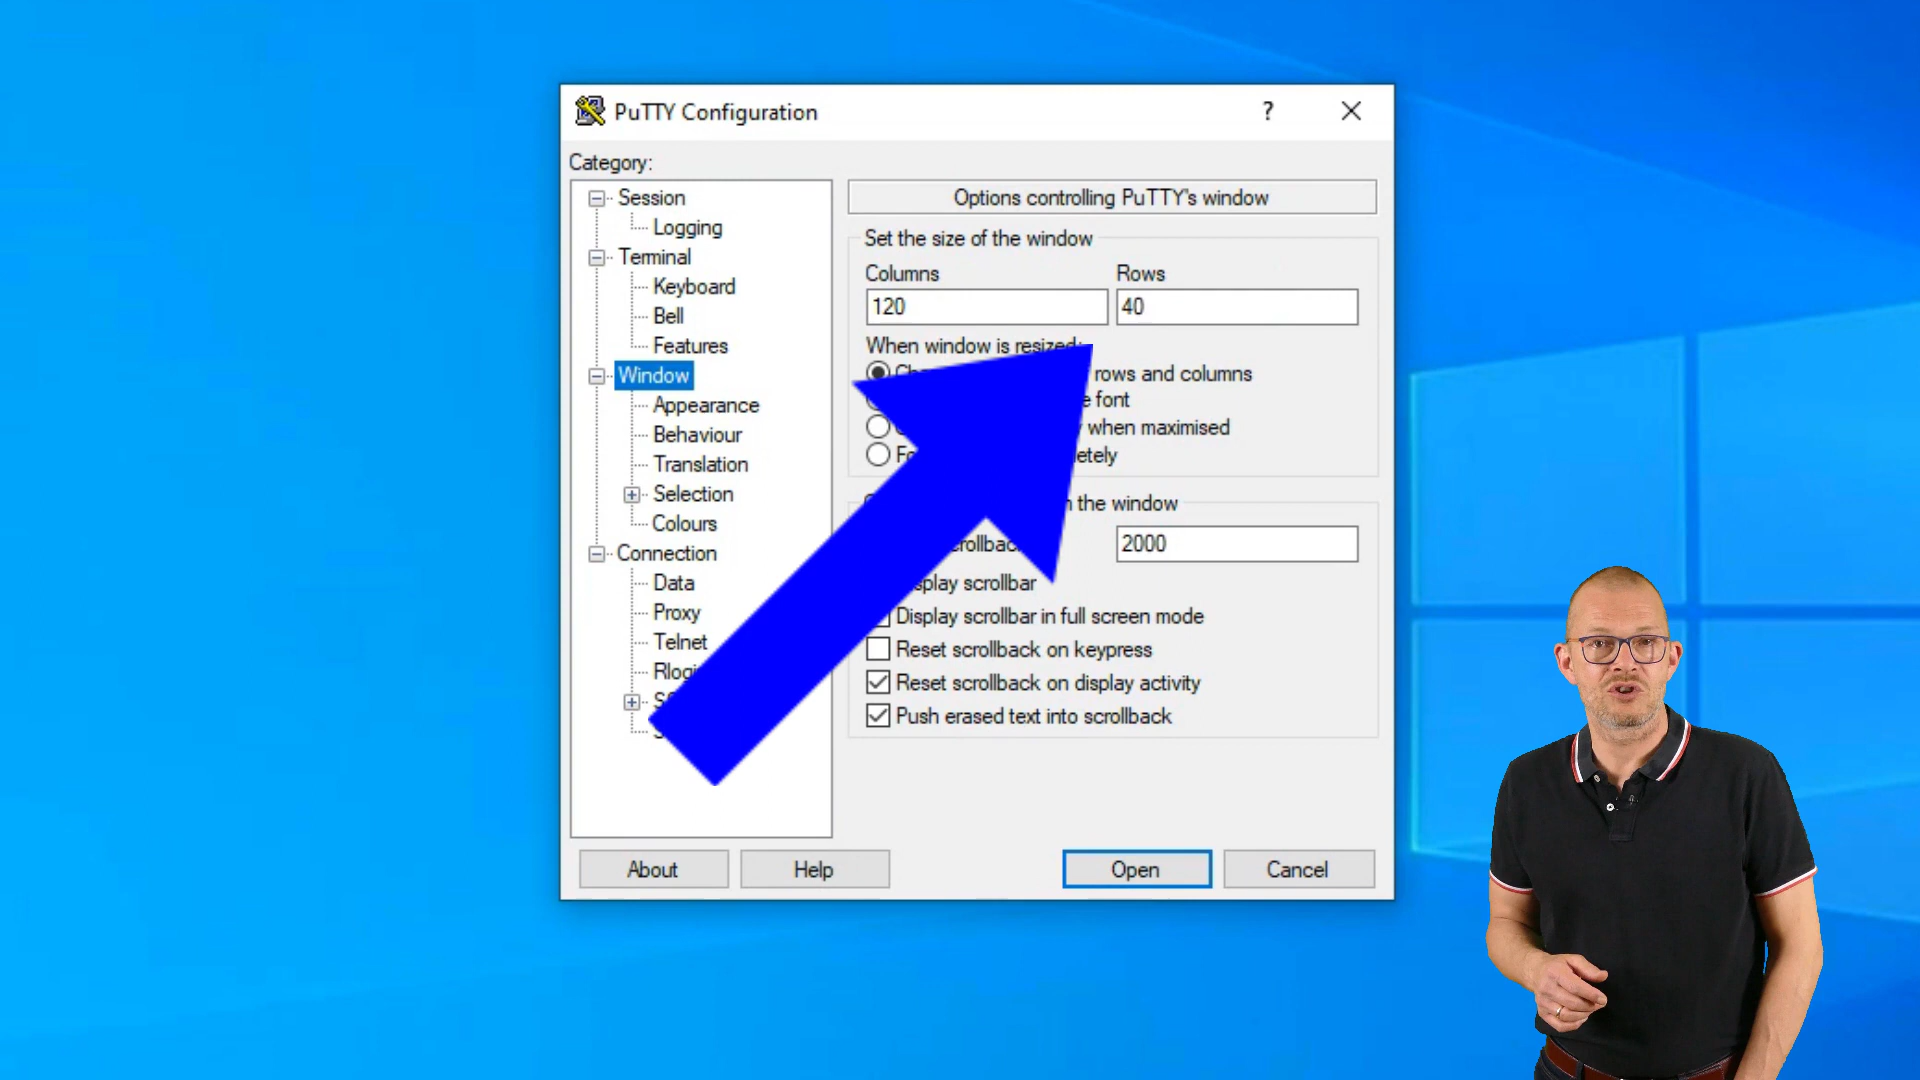 PuTTY Configuration
?
Category:
Session
Logging
Terminal
Keyboard
Bell
Features
Window
Appearance
Behaviour
Translation
Selection
Colours
Connection
Data
Proxy
Telnet
Options controlling PuTTY's window
Set the size of the window
Columns
Rows
120
40
When window is resized:
rows and columns
font
when maximised
the window
2000
scrollbar
Display scrollbar in full screen mode
Reset scrollback on keypress
Reset scrollback on display activity
Push erased text into scrollback
About
Help
Open
Cancel